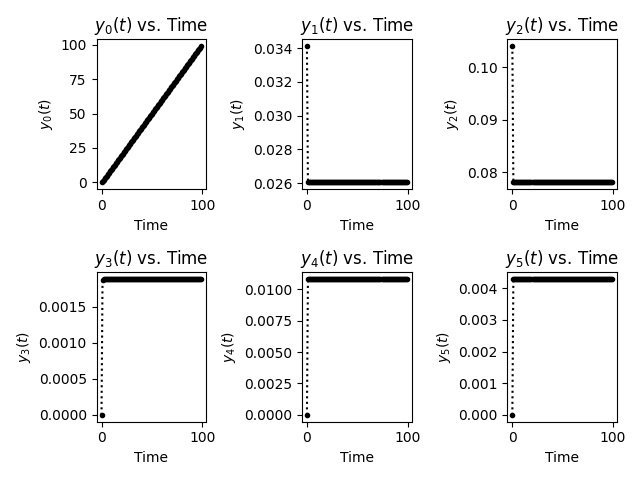 y₀(t) vs. Time
y₁(t) vs. Time
y₂(t) vs. Time
100
75
50
25
0
y₀(t)
0
100
Time
0.034
0.032
0.030
0.028
0.026
y₁(t)
0
100
Time
0.10
0.09
0.08
y₂(t)
0
100
Time
y₃(t) vs. Time
y₄(t) vs. Time
y₅(t) vs. Time
0.0015
0.0010
0.0005
0.0000
y₃(t)
0
100
Time
0.0100
0.0075
0.0050
0.0025
0.0000
y₄(t)
0
100
Time
0.004
0.003
0.002
0.001
0.000
y₅(t)
0
100
Time